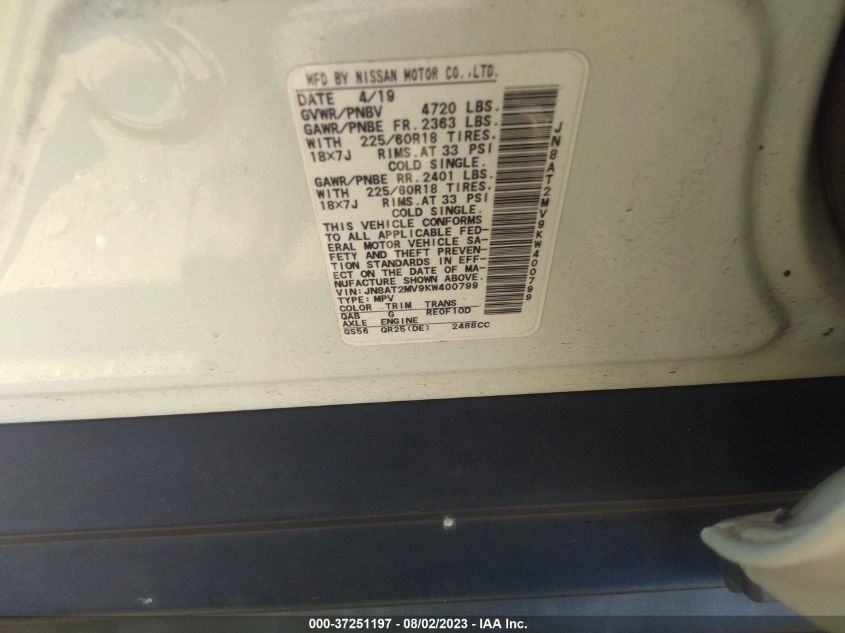 MFD BY NISSAN MOTOR CO.,LTD.
DATE 4/19
GVWR/PNBV 4720 LBS.
GAWR/PNBE FR. 2363 LBS.
WITH 225/60R18 TIRES.
18X7J RIMS.AT 33 PSI
COLD SINGLE.
GAWR/PNBE RR. 2401 LBS.
WITH 225/60R18 TIRES.
18X7J RIMS.AT 33 PSI
COLD SINGLE.
THIS VEHICLE CONFORMS
TO ALL APPLICABLE FED-
ERAL MOTOR VEHICLE SA-
FETY AND THEFT PREVEN-
TION STANDARDS IN EFF-
ECT ON THE DATE OF MA-
NUFACTURE SHOWN ABOVE.
VIN: JN8AT2MV9KW400799
TYPE: MPV
COLOR TRIM TRANS
QAB G RE0F10D
AXLE ENGINE
GS56 QR25(DE) 2488CC
JN8AT2MV9KW400799
000-37251197 - 08/02/2023 - IAA Inc.